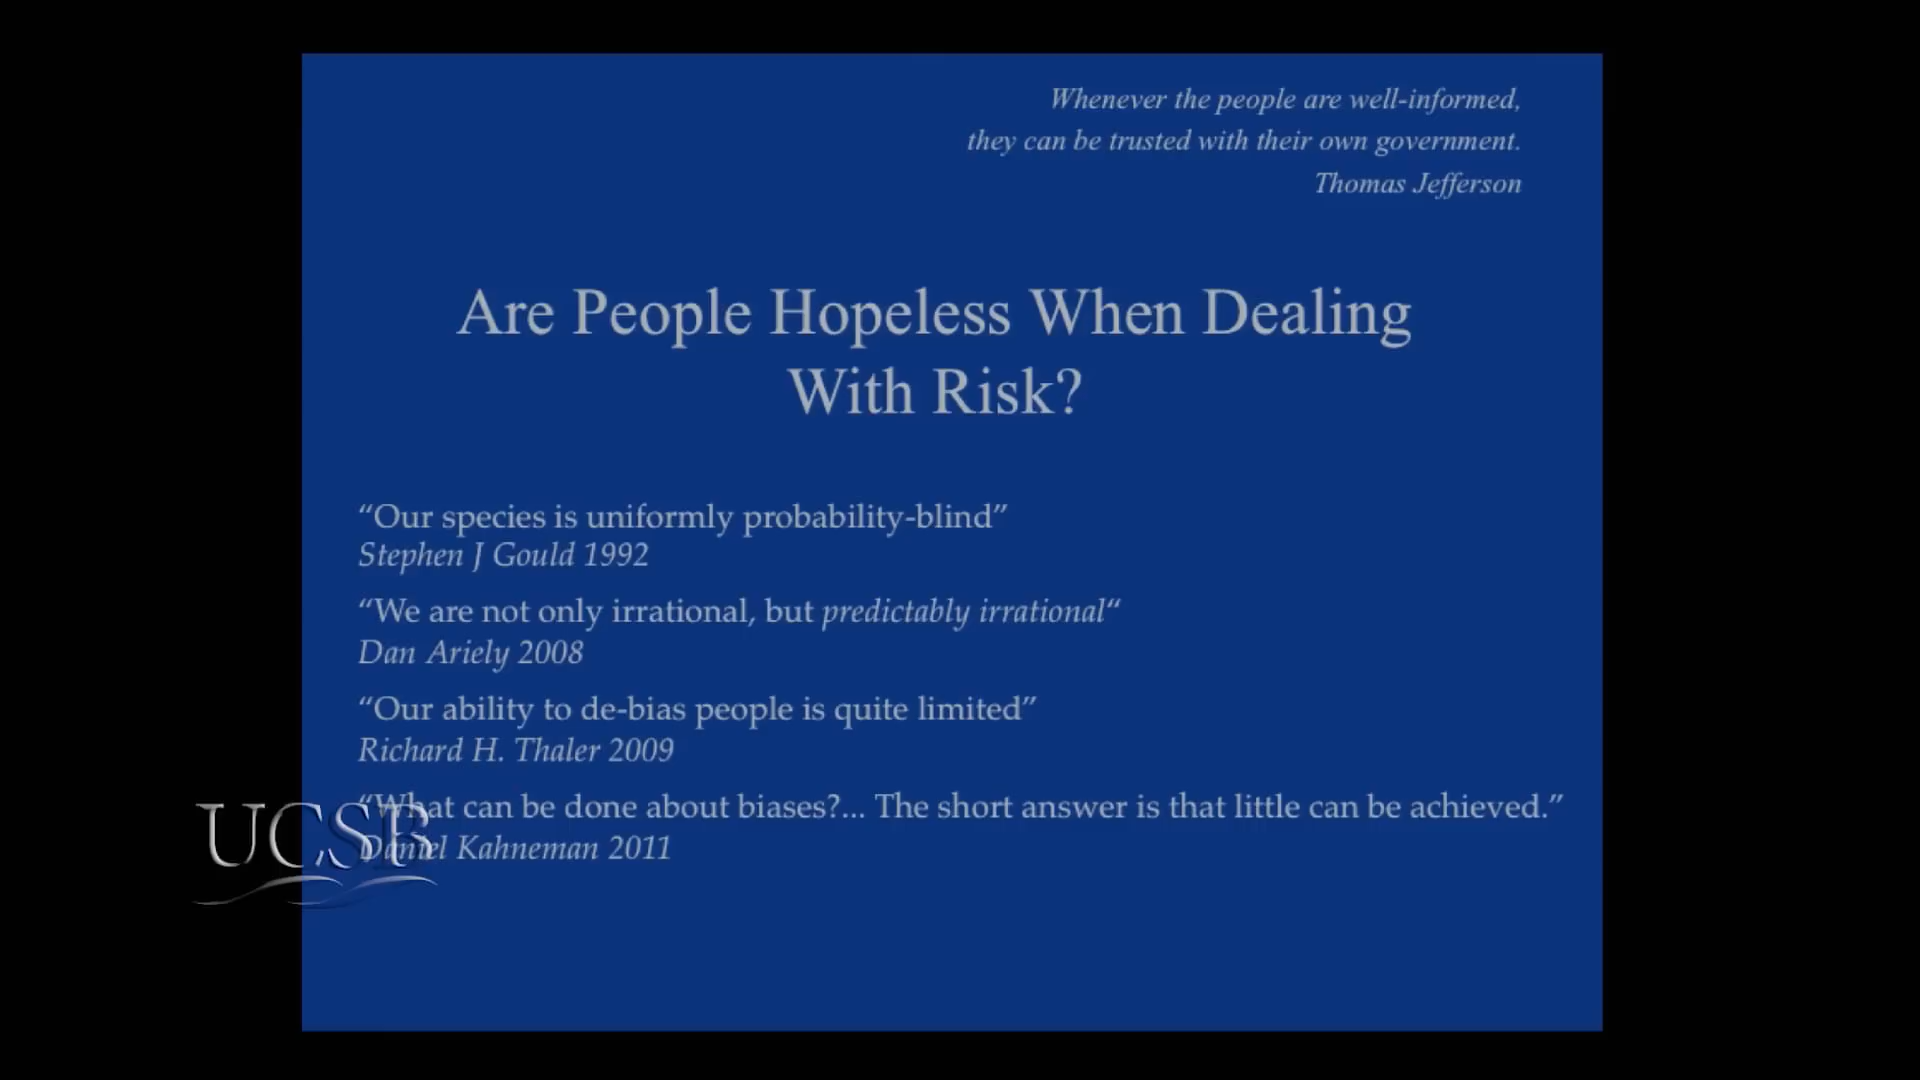 Whenever the people are well-informed,
they can be trusted with their own government.
Thomas Jefferson
Are People Hopeless When Dealing
With Risk?
“Our species is uniformly probability-blind”
Stephen J Gould 1992
“We are not only irrational, but predictably irrational“
Dan Ariely 2008
“Our ability to de-bias people is quite limited”
Richard H. Thaler 2009
“What can be done about biases?... The short answer is that little can be achieved.”
Daniel Kahneman 2011
UCSB